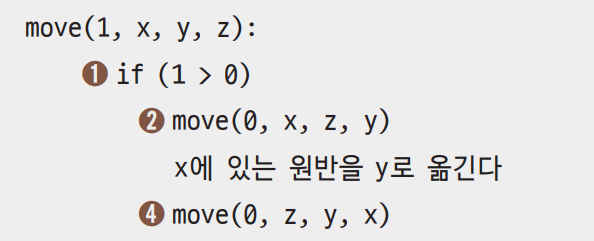 move(1, x, y, z):
❶ if (1 > 0)
❷ move(0, x, z, y)
x에 있는 원반을 y로 옮긴다
❹ move(0, z, y, x)